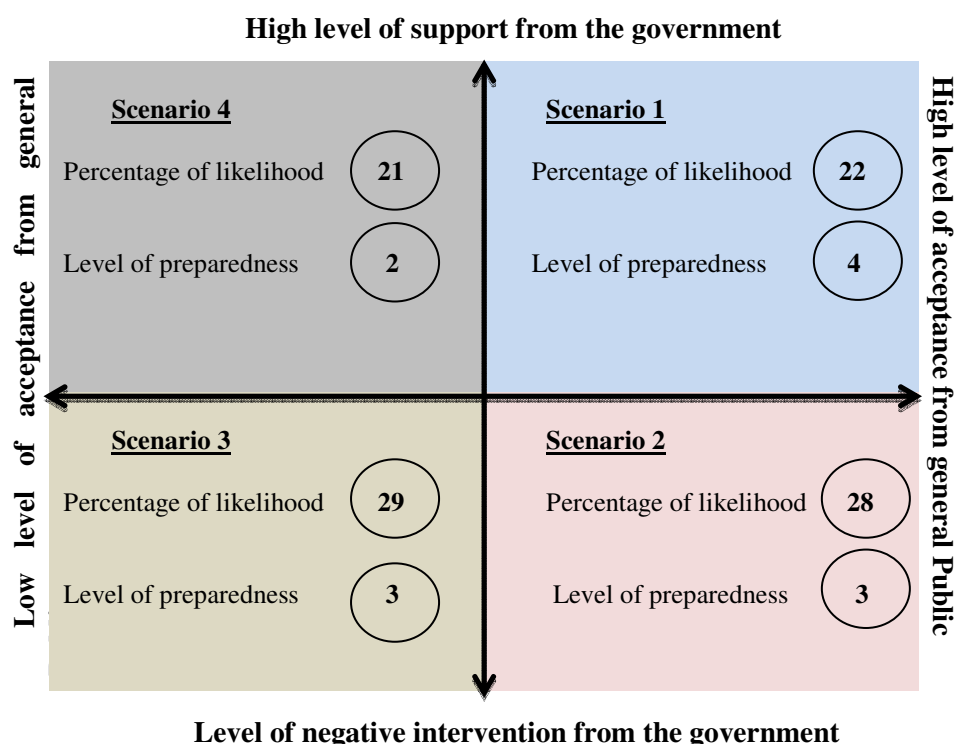 High level of support from the government
Low level of acceptance from general
Scenario 4
Percentage of likelihood 21
Level of preparedness 2
Scenario 1
Percentage of likelihood 22
Level of preparedness 4
High level of acceptance from general Public
Scenario 3
Percentage of likelihood 29
Level of preparedness 3
Scenario 2
Percentage of likelihood 28
Level of preparedness 3
Level of negative intervention from the government